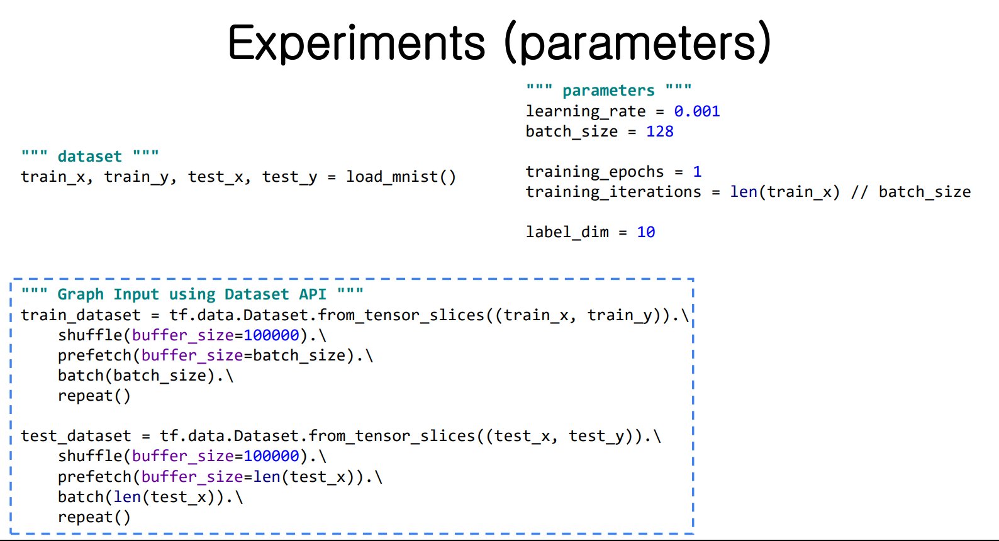 Experiments (parameters)
""" dataset """
train_x, train_y, test_x, test_y = load_mnist()
""" parameters """
learning_rate = 0.001
batch_size = 128
training_epochs = 1
training_iterations = len(train_x) // batch_size
label_dim = 10
""" Graph Input using Dataset API """
train_dataset = tf.data.Dataset.from_tensor_slices((train_x, train_y)).\
    shuffle(buffer_size=100000).\
    prefetch(buffer_size=batch_size).\
    batch(batch_size).\
    repeat()
test_dataset = tf.data.Dataset.from_tensor_slices((test_x, test_y)).\
    shuffle(buffer_size=100000).\
    prefetch(buffer_size=len(test_x)).\
    batch(len(test_x)).\
    repeat()